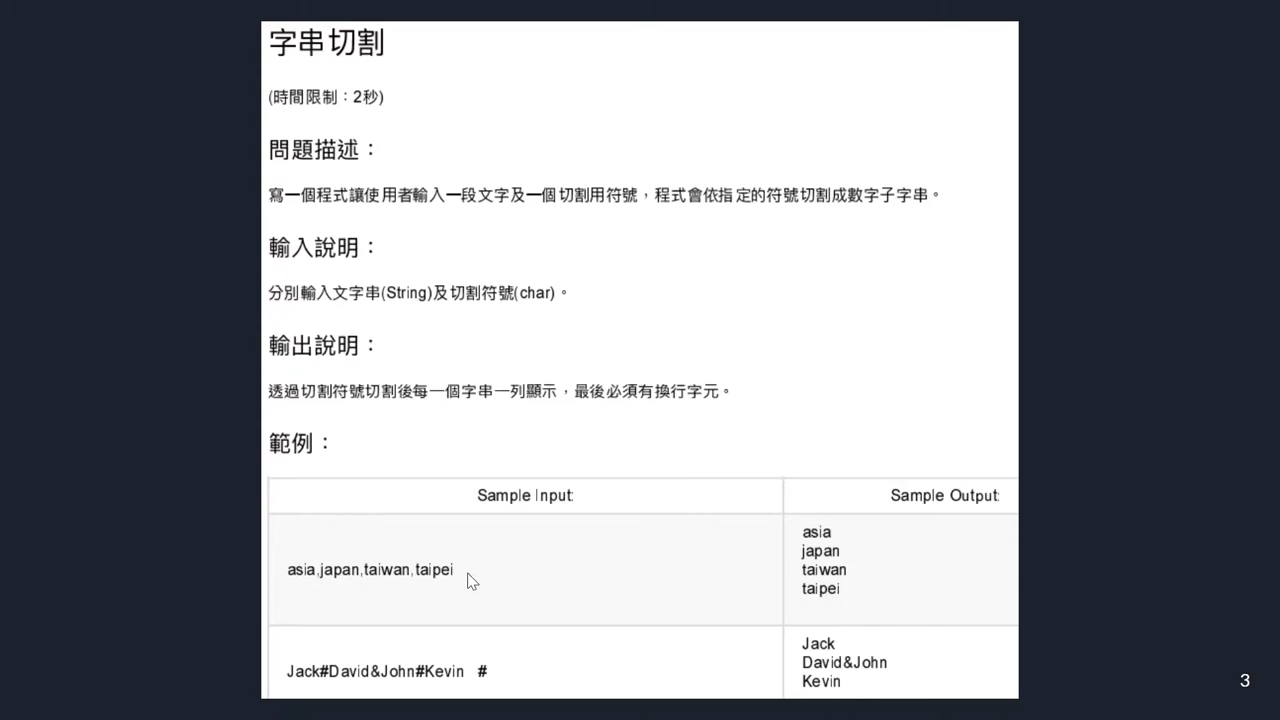 字串切割
(時間限制：2秒)
問題描述：
寫一個程式讓使用者輸入一段文字及一個切割用符號，程式會依指定的符號切割成數字子字串。
輸入說明：
分別輸入文字串(String)及切割符號(char)。
輸出說明：
透過切割符號切割後每一個字串一列顯示，最後必須有換行字元。
範例：
Sample Input: Sample Output:
asia,japan,taiwan,taipei
asia
japan
taiwan
taipei
Jack#David&John#Kevin #
Jack
David&John
Kevin
3